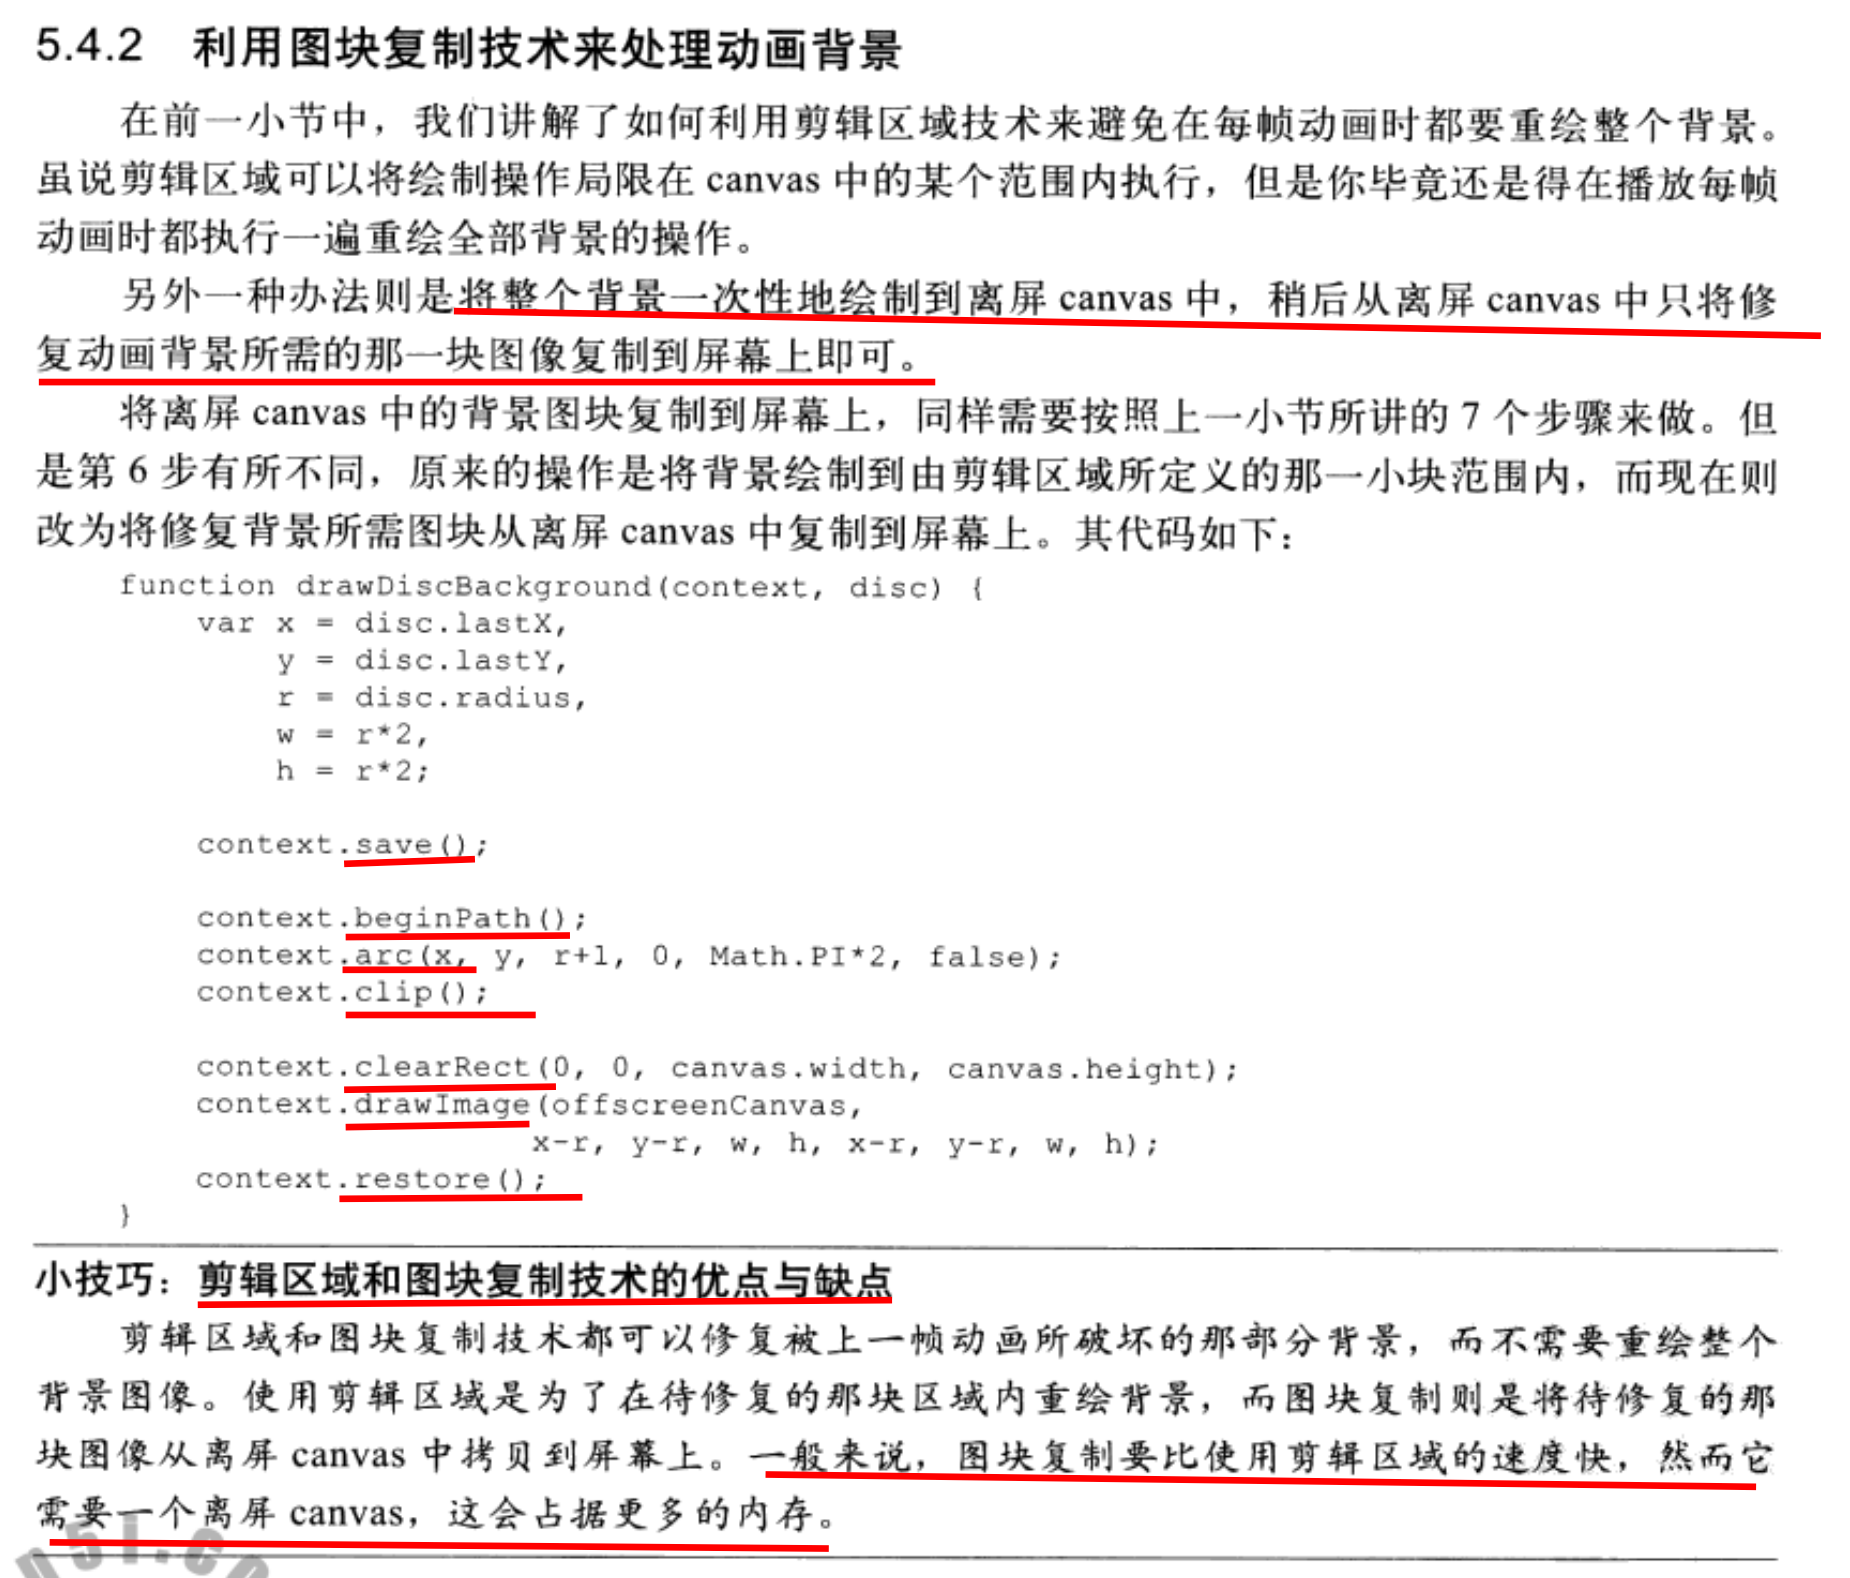 5.4.2 利用图块复制技术来处理动画背景
在前一小节中，我们讲解了如何利用剪辑区域技术来避免在每帧动画时都要重绘整个背景。
虽说剪辑区域可以将绘制操作局限在 canvas 中的某个范围内执行，但是你毕竟还是得在播放每帧
动画时都执行一遍重绘全部背景的操作。
另外一种办法则是将整个背景一次性地绘制到离屏 canvas 中，稍后从离屏 canvas 中只将修
复动画背景所需的那一块图像复制到屏幕上即可。
将离屏 canvas 中的背景图块复制到屏幕上，同样需要按照上一小节所讲的 7 个步骤来做。但
是第 6 步有所不同，原来的操作是将背景绘制到由剪辑区域所定义的那一小块范围内，而现在则
改为将修复背景所需图块从离屏 canvas 中复制到屏幕上。其代码如下：
function drawDiscBackground(context, disc) {
var x = disc.lastX,
y = disc.lastY,
r = disc.radius,
w = r*2,
h = r*2;
context.save();
context.beginPath();
context.arc(x, y, r+1, 0, Math.PI*2, false);
context.clip();
context.clearRect(0, 0, canvas.width, canvas.height);
context.drawImage(offscreenCanvas,
x-r, y-r, w, h, x-r, y-r, w, h);
context.restore();
}
小技巧：剪辑区域和图块复制技术的优点与缺点
剪辑区域和图块复制技术都可以修复被上一帧动画所破坏的那部分背景，而不需要重绘整个
背景图像。使用剪辑区域是为了在待修复的那块区域内重绘背景，而图块复制则是将待修复的那
块图像从离屏 canvas 中拷贝到屏幕上。一般来说，图块复制要比使用剪辑区域的速度快，然而它
需要一个离屏 canvas，这会占据更多的内存。